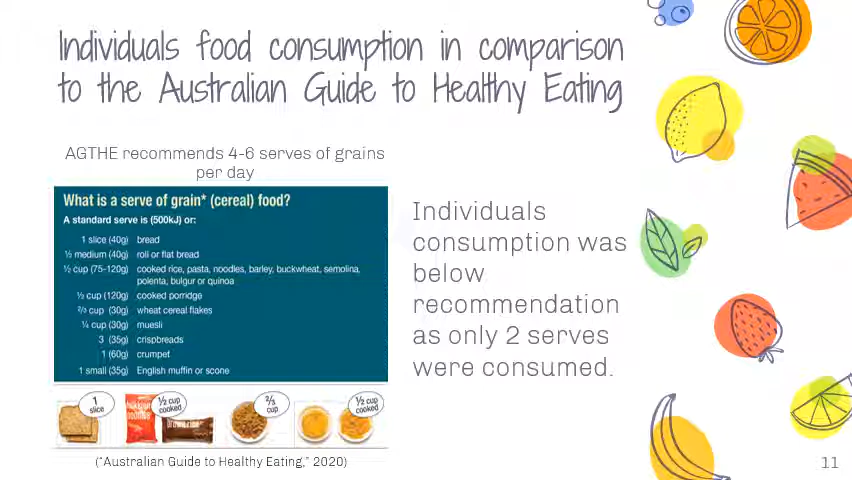 Individuals food consumption in comparison
to the Australian Guide to Healthy Eating
AGTHE recommends 4-6 serves of grains
per day
What is a serve of grain* (cereal) food?
A standard serve is (500kJ) or:
1 slice (40g) bread
½ medium (40g) roll or flat bread
½ cup (75-120g) cooked rice, pasta, noodles, barley, buckwheat, semolina,
polenta, bulgur or quinoa
½ cup (120g) cooked porridge
⅔ cup (30g) wheat cereal flakes
¼ cup (30g) muesli
3 (35g) crispbreads
1 (60g) crumpet
1 small (35g) English muffin or scone
1
slice
½ cup
cooked
⅔
cup
½ cup
cooked
("Australian Guide to Healthy Eating," 2020)
Individuals
consumption was
below
recommendation
as only 2 serves
were consumed.
11